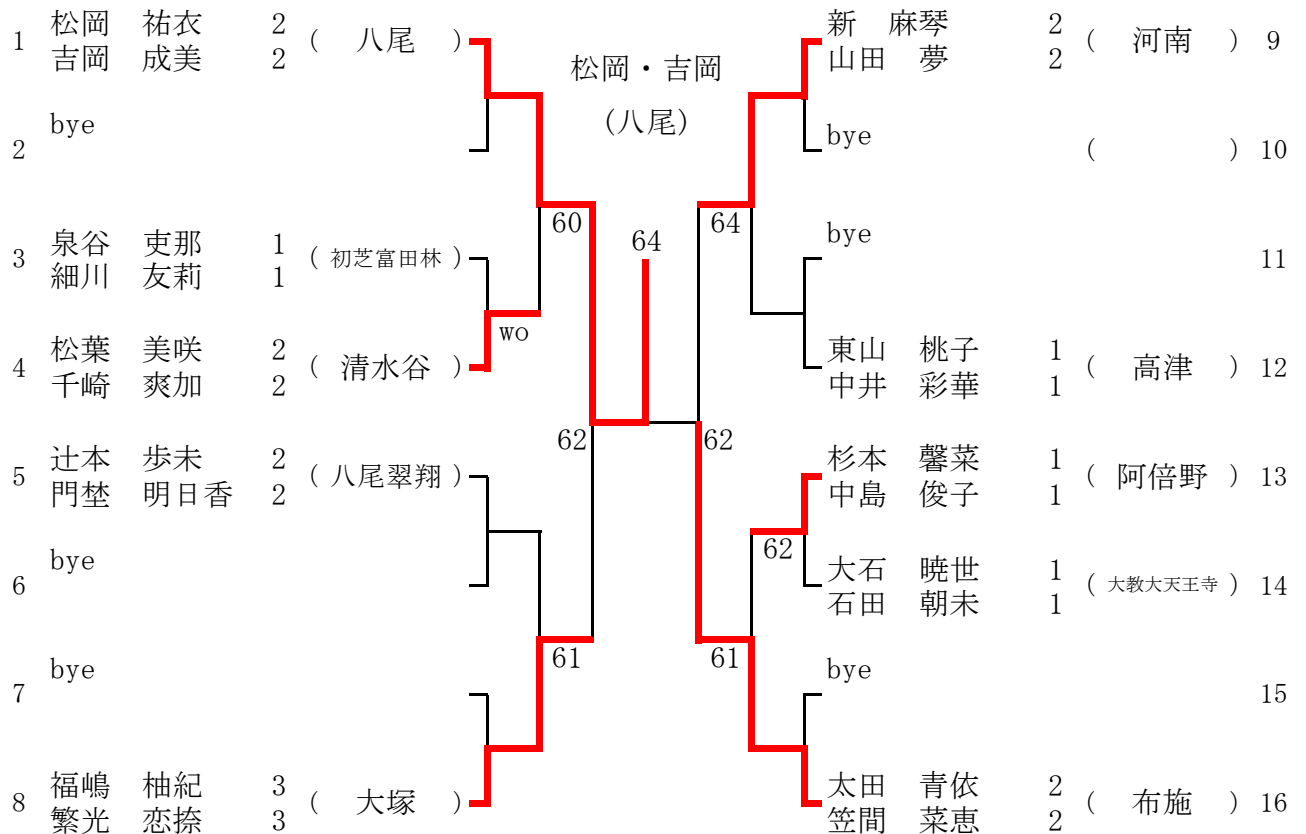 1 松岡 祐衣 2 ( 八尾 )
吉岡 成美 2
2 bye
3 泉谷 吏那 1 ( 初芝富田林 )
細川 友莉 1
4 松葉 美咲 2 ( 清水谷 )
千崎 爽加 2
5 辻本 歩未 2 ( 八尾翠翔 )
門埜 明日香 2
6 bye
7 bye
8 福嶋 柚紀 3 ( 大塚 )
繁光 恋捺 3
松岡・吉岡
(八尾)
60
wo
62
61
64
64
62
62
61
新 麻琴 2 ( 河南 ) 9
山田 夢 2
bye ( ) 10
bye 11
東山 桃子 1 ( 高津 ) 12
中井 彩華 1
杉本 馨菜 1 ( 阿倍野 ) 13
中島 俊子 1
大石 暁世 1 ( 大教大天王寺 ) 14
石田 朝未 1
bye 15
太田 青依 2 ( 布施 ) 16
笠間 菜恵 2